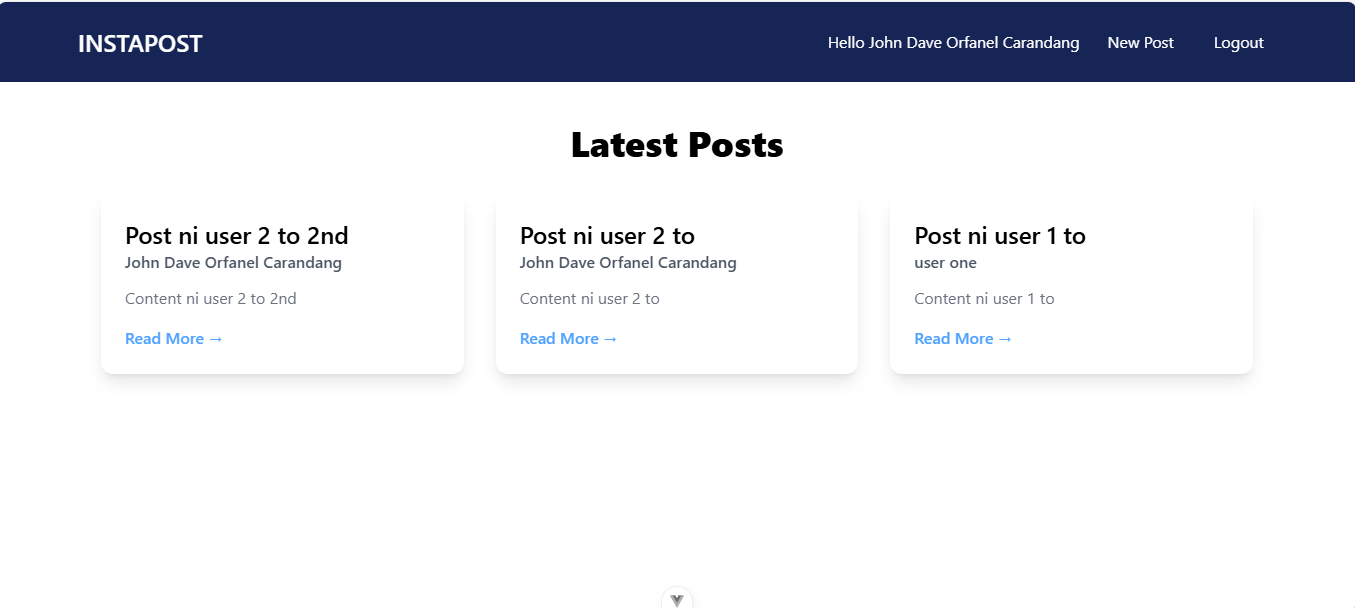 INSTAPOST
Hello John Dave Orfanel Carandang
New Post
Logout
Latest Posts
Post ni user 2 to 2nd
John Dave Orfanel Carandang
Content ni user 2 to 2nd
Read More →
Post ni user 2 to
John Dave Orfanel Carandang
Content ni user 2 to
Read More →
Post ni user 1 to
user one
Content ni user 1 to
Read More →